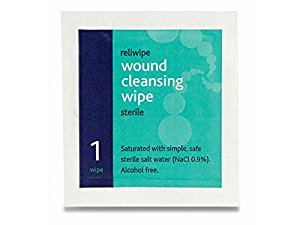 reliwipe
wound
cleansing
wipe
sterile
1
wipe
Saturated with simple, safe
sterile salt water (NaCl 0.9%).
Alcohol free.